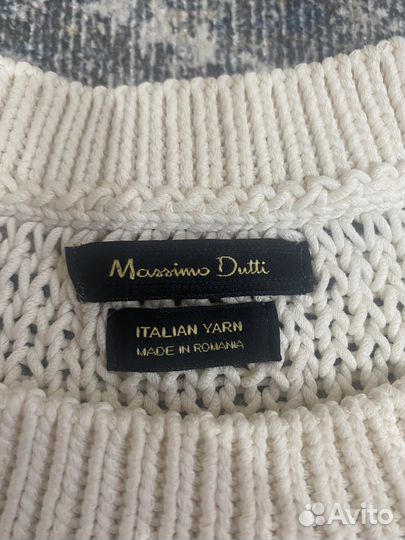 Massimo Dutti
ITALIAN YARN
MADE IN ROMANIA
Avito